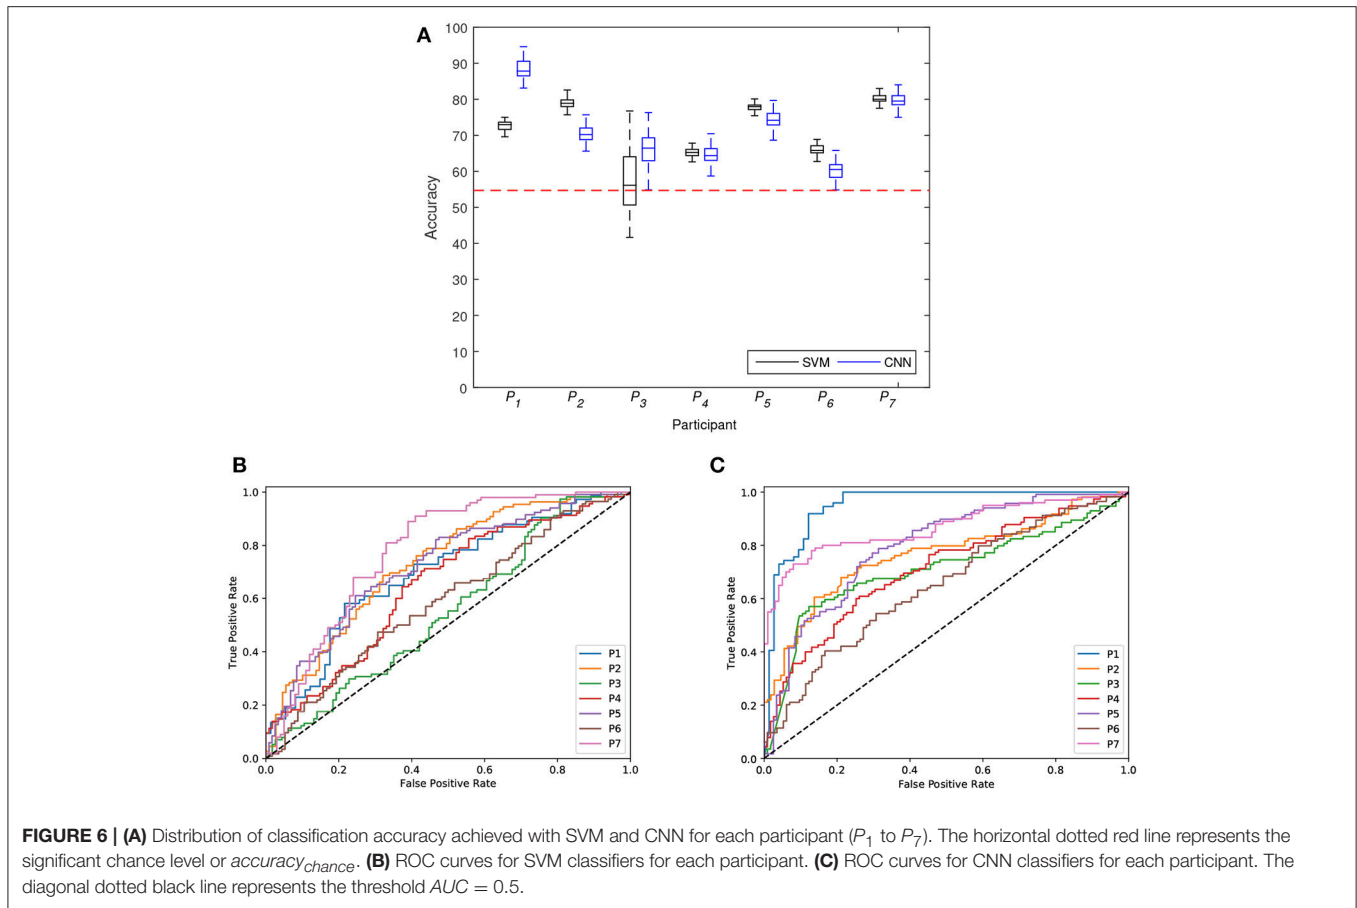 A
100
90
80
70
60
50
40
30
20
10
0
Accuracy
SVM CNN
P1 P2 P3 P4 P5 P6 P7
Participant
B
1.0
0.8
0.6
0.4
0.2
0.0
True Positive Rate
P1
P2
P3
P4
P5
P6
P7
0.0 0.2 0.4 0.6 0.8 1.0
False Positive Rate
C
1.0
0.8
0.6
0.4
0.2
0.0
True Positive Rate
P1
P2
P3
P4
P5
P6
P7
0.0 0.2 0.4 0.6 0.8 1.0
False Positive Rate
FIGURE 6 | (A) Distribution of classification accuracy achieved with SVM and CNN for each participant (P1 to P7). The horizontal dotted red line represents the
significant chance level or accuracychance. (B) ROC curves for SVM classifiers for each participant. (C) ROC curves for CNN classifiers for each participant. The
diagonal dotted black line represents the threshold AUC = 0.5.